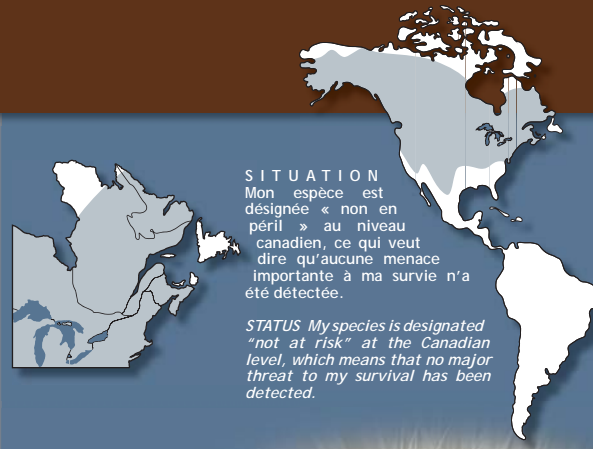 SITUATION
Mon espèce est
désignée « non en
péril » au niveau
canadien, ce qui veut
dire qu'aucune menace
importante à ma survie n'a
été détectée.
STATUS My species is designated
“not at risk” at the Canadian
level, which means that no major
threat to my survival has been
detected.